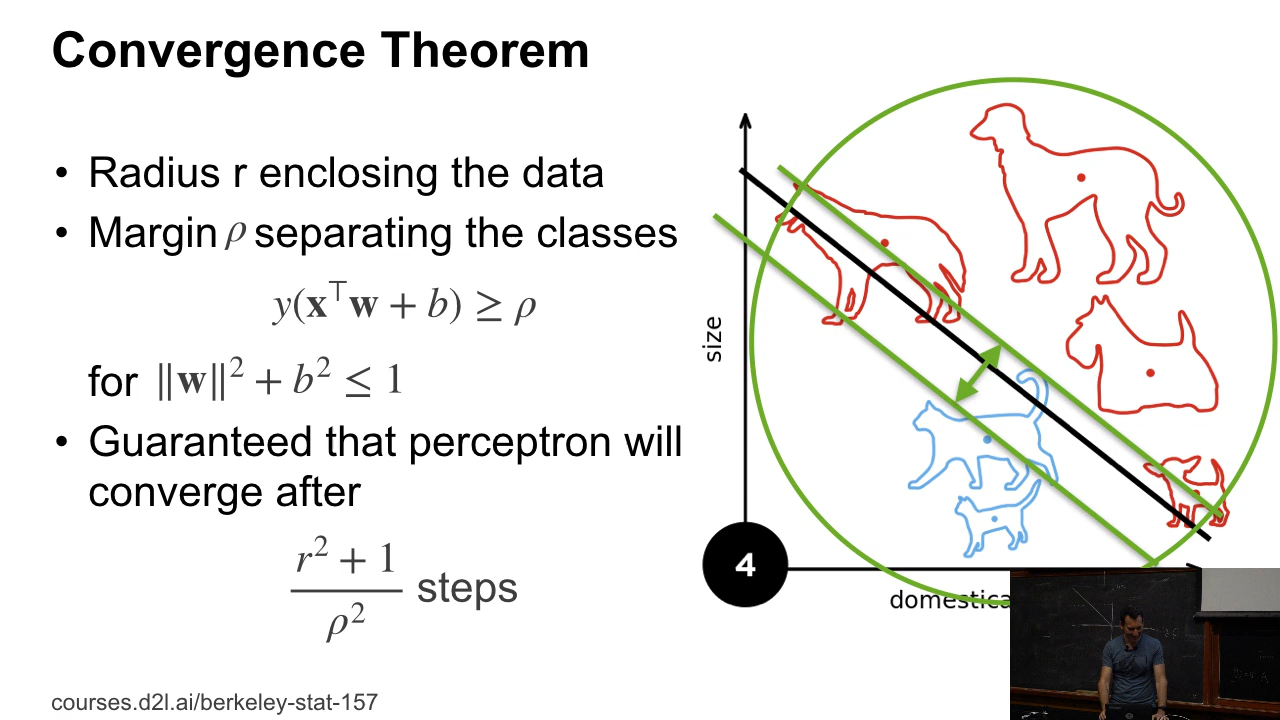 Convergence Theorem
• Radius r enclosing the data
• Margin ρ separating the classes
y(x⊤w + b) ≥ ρ
for ‖w‖² + b² ≤ 1
• Guaranteed that perceptron will
converge after
r² + 1
ρ²
steps
size
4
domestica
courses.d2l.ai/berkeley-stat-157